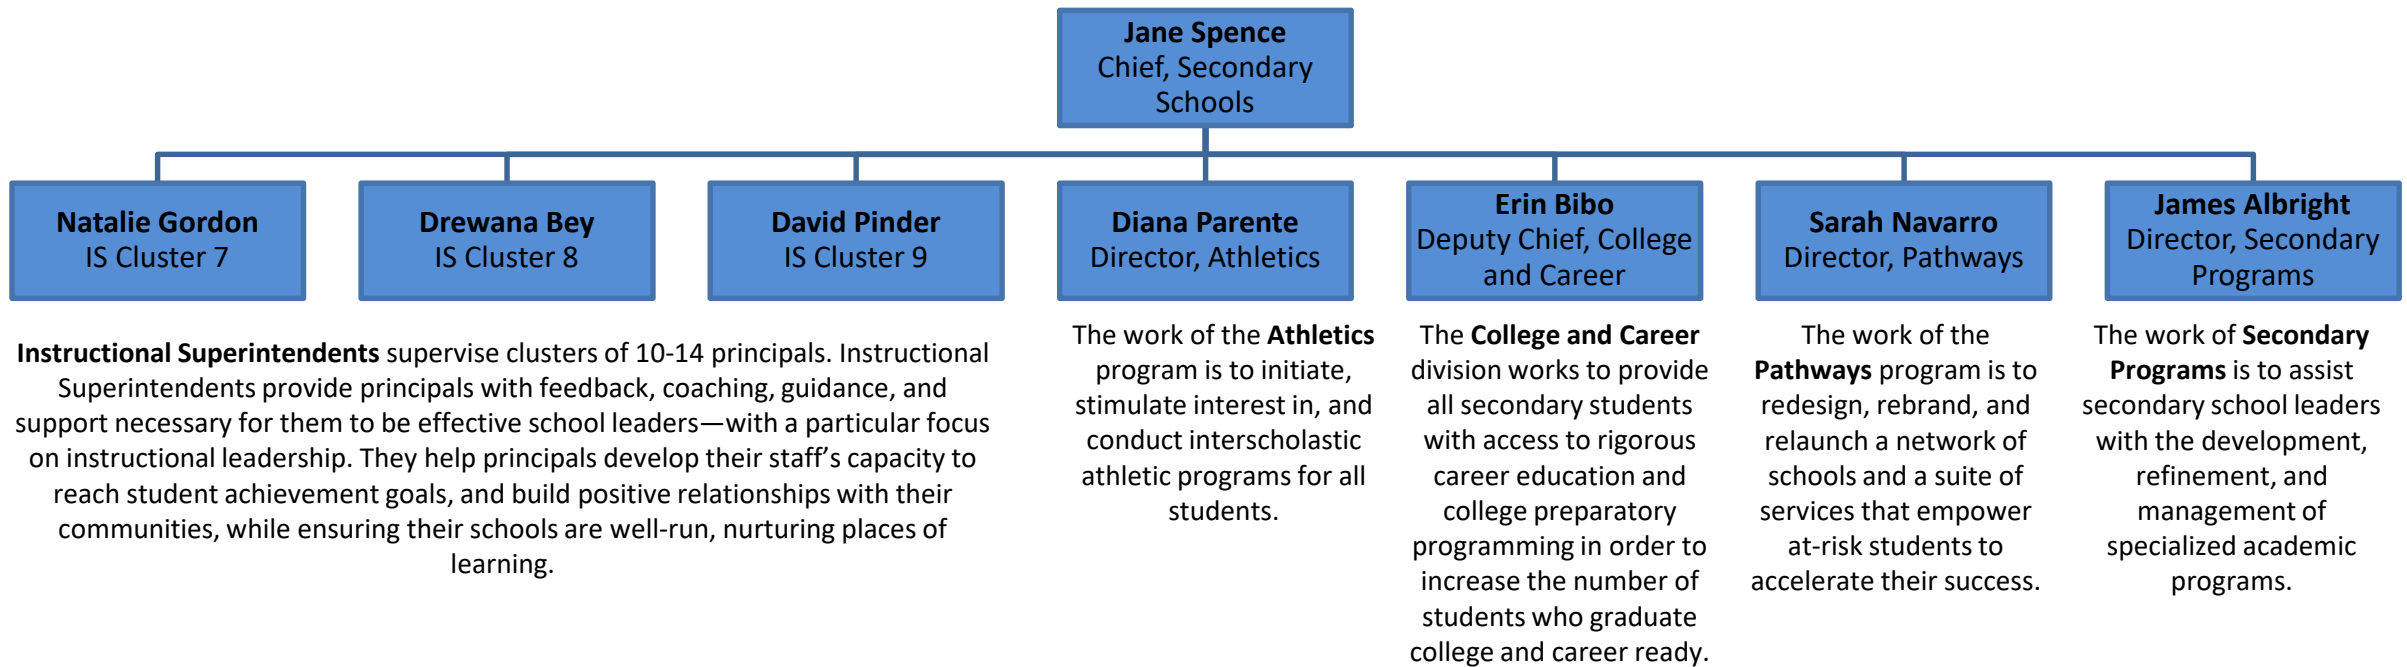 Jane Spence
Chief, Secondary
Schools
Natalie Gordon
IS Cluster 7
Drewana Bey
IS Cluster 8
David Pinder
IS Cluster 9
Diana Parente
Director, Athletics
Erin Bibo
Deputy Chief, College
and Career
Sarah Navarro
Director, Pathways
James Albright
Director, Secondary
Programs
Instructional Superintendents supervise clusters of 10-14 principals. Instructional
Superintendents provide principals with feedback, coaching, guidance, and
support necessary for them to be effective school leaders—with a particular focus
on instructional leadership. They help principals develop their staff’s capacity to
reach student achievement goals, and build positive relationships with their
communities, while ensuring their schools are well-run, nurturing places of
learning.
The work of the Athletics
program is to initiate,
stimulate interest in, and
conduct interscholastic
athletic programs for all
students.
The College and Career
division works to provide
all secondary students
with access to rigorous
career education and
college preparatory
programming in order to
increase the number of
students who graduate
college and career ready.
The work of the
Pathways program is to
redesign, rebrand, and
relaunch a network of
schools and a suite of
services that empower
at-risk students to
accelerate their success.
The work of Secondary
Programs is to assist
secondary school leaders
with the development,
refinement, and
management of
specialized academic
programs.